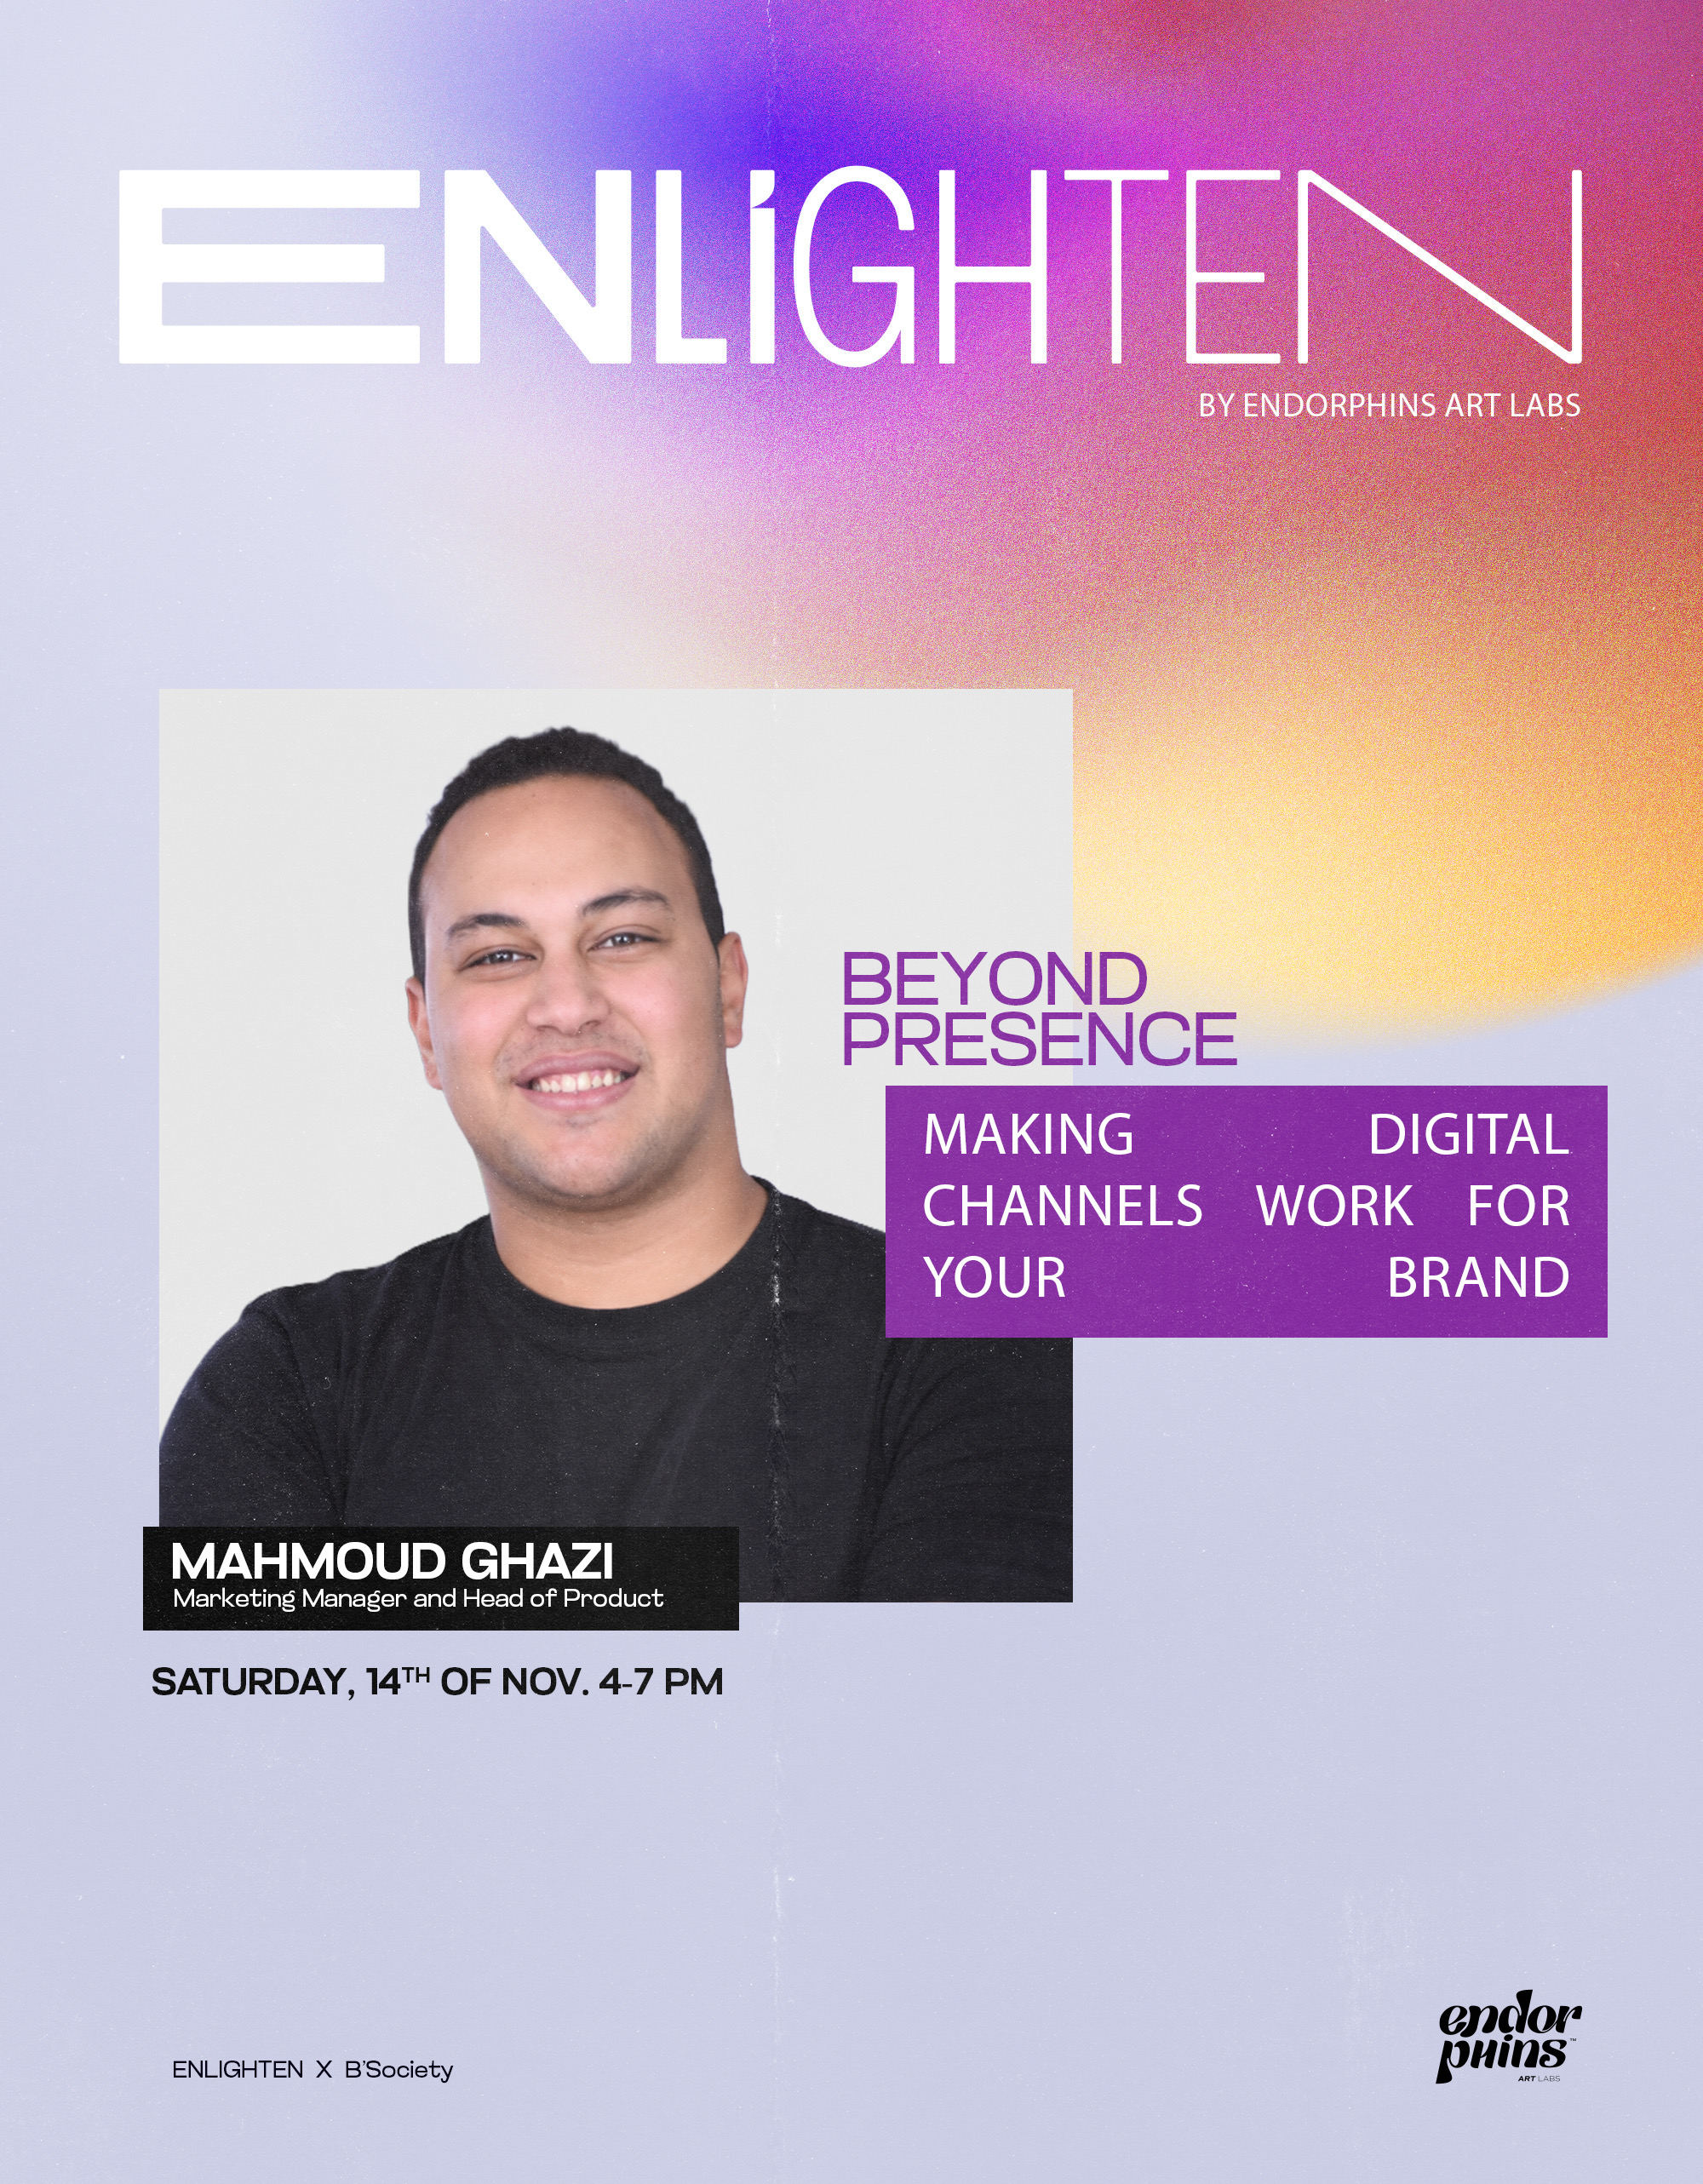 ENLiGHTEN
BY ENDORPHINS ART LABS
BEYOND
PRESENCE
MAKING DIGITAL
CHANNELS WORK FOR
YOUR BRAND
MAHMOUD GHAZI
Marketing Manager and Head of Product
SATURDAY, 14TH OF NOV. 4-7 PM
ENLIGHTEN X B'Society
endor
phins™
ART LABS